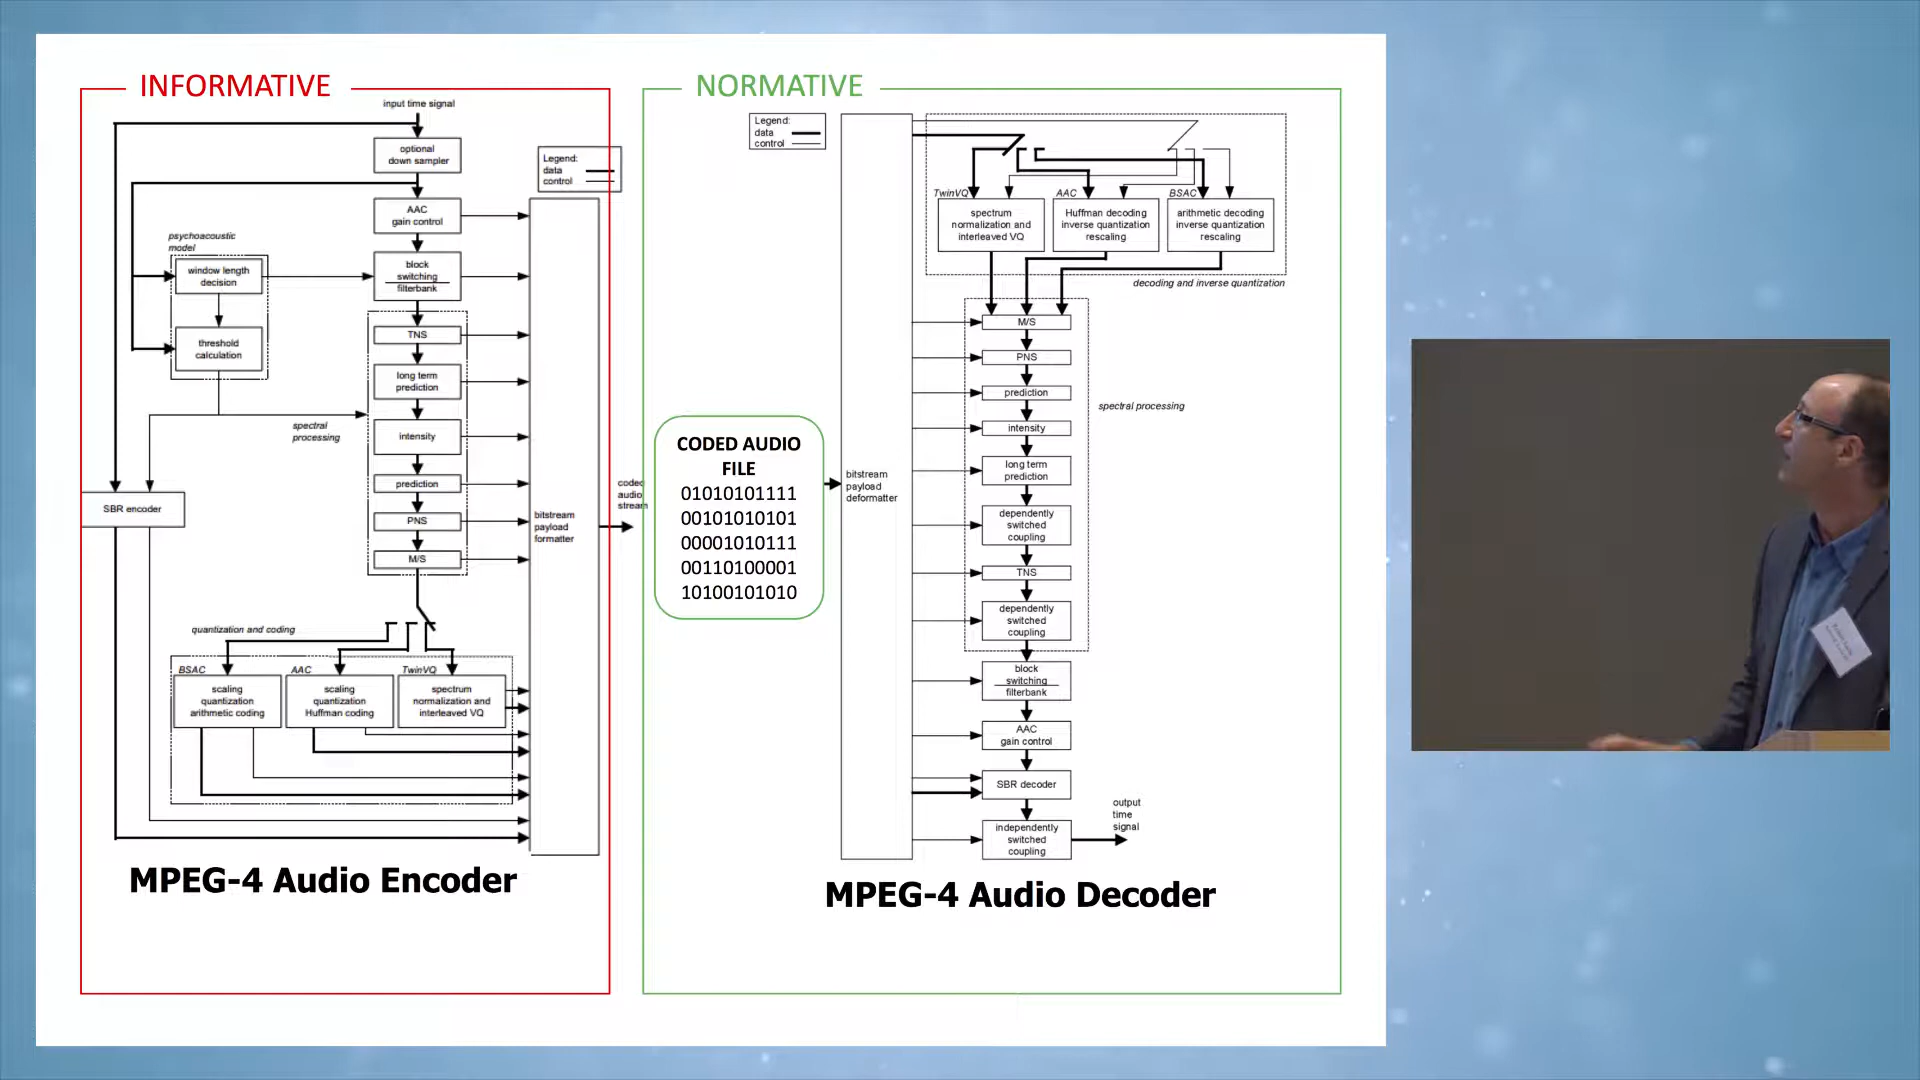 INFORMATIVE
input time signal
optional
down sampler
Legend:
data
control
AAC
gain control
psychoacoustic
model
window length
decision
block
switching
filterbank
TNS
threshold
calculation
long term
prediction
spectral
processing
intensity
prediction
SBR encoder
PNS
bitstream
payload
formatter
coded
audio
stream
M/S
quantization and coding
BSAC
AAC
TwinVQ
scaling
quantization
arithmetic coding
scaling
quantization
Huffman coding
spectrum
normalization and
interleaved VQ
MPEG-4 Audio Encoder
NORMATIVE
Legend:
data
control
CODED AUDIO
FILE
01010101111
00101010101
00001010111
00110100001
10100101010
bitstream
payload
deformatter
TwinVQ
AAC
BSAC
spectrum
normalization and
interleaved VQ
Huffman decoding
inverse quantization
rescaling
arithmetic decoding
inverse quantization
rescaling
decoding and inverse quantization
M/S
PNS
prediction
spectral processing
intensity
long term
prediction
dependently
switched
coupling
TNS
dependently
switched
coupling
block
switching
filterbank
AAC
gain control
SBR decoder
output
time
signal
independently
switched
coupling
MPEG-4 Audio Decoder